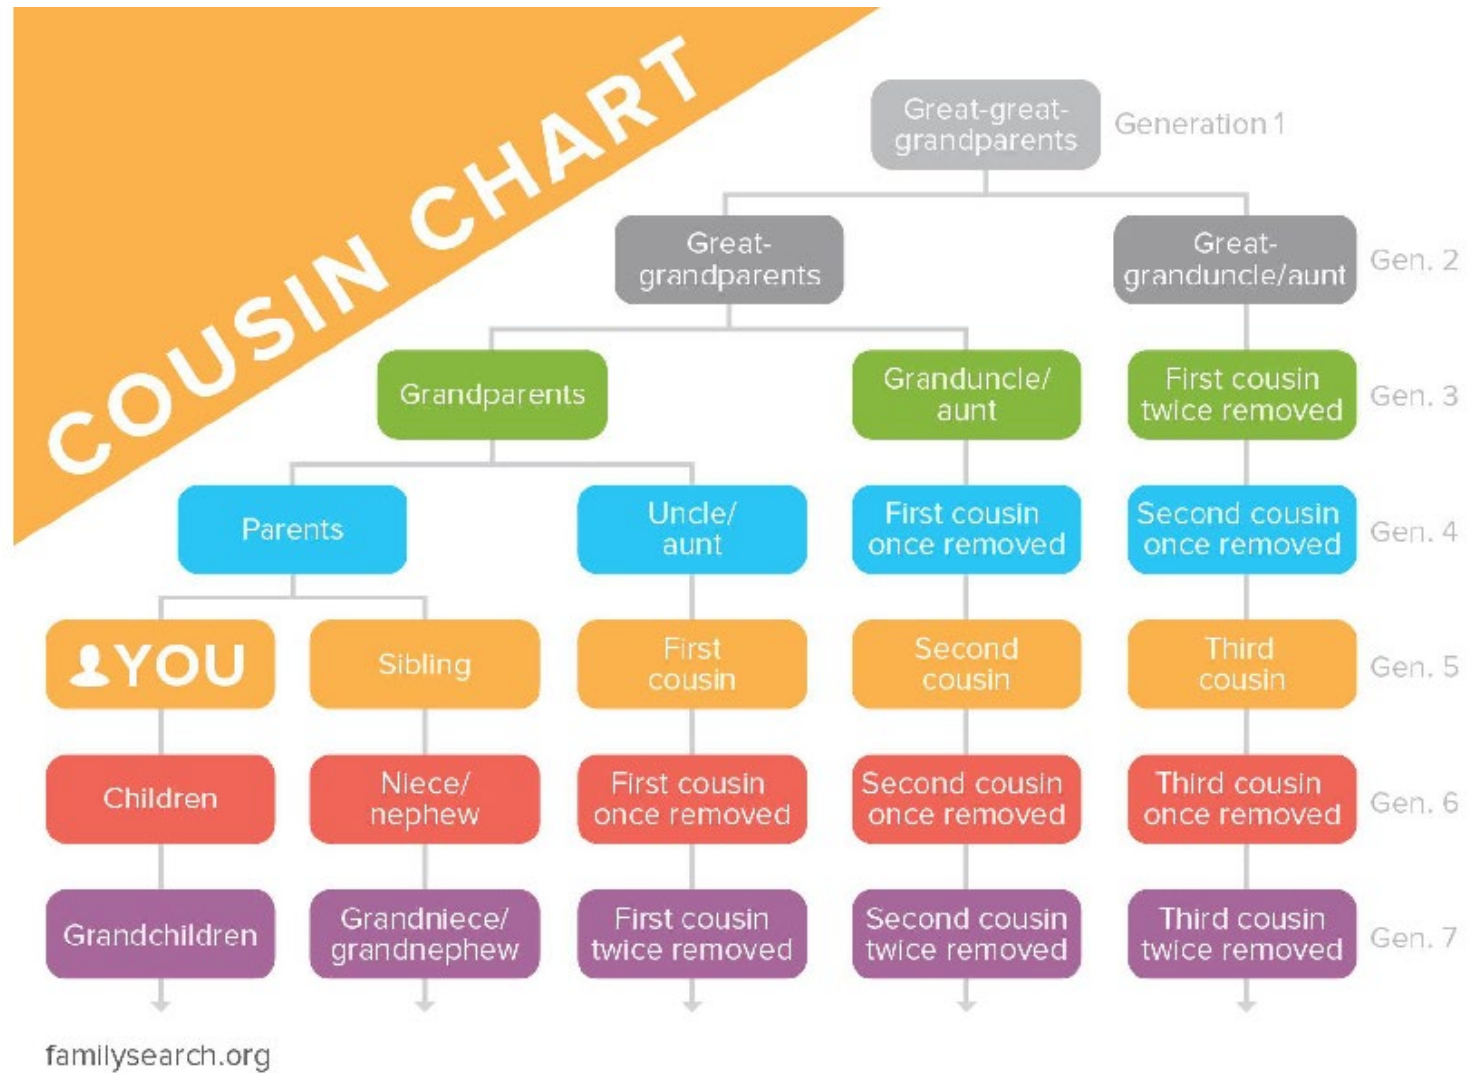 COUSIN CHART
Great-great-
grandparents
Generation 1
Great-
grandparents
Great-
granduncle/aunt
Gen. 2
Grandparents
Granduncle/
aunt
First cousin
twice removed
Gen. 3
Parents
Uncle/
aunt
First cousin
once removed
Second cousin
once removed
Gen. 4
YOU
Sibling
First
cousin
Second
cousin
Third
cousin
Gen. 5
Children
Niece/
nephew
First cousin
once removed
Second cousin
once removed
Third cousin
once removed
Gen. 6
Grandchildren
Grandniece/
grandnephew
First cousin
twice removed
Second cousin
twice removed
Third cousin
twice removed
Gen. 7
familysearch.org